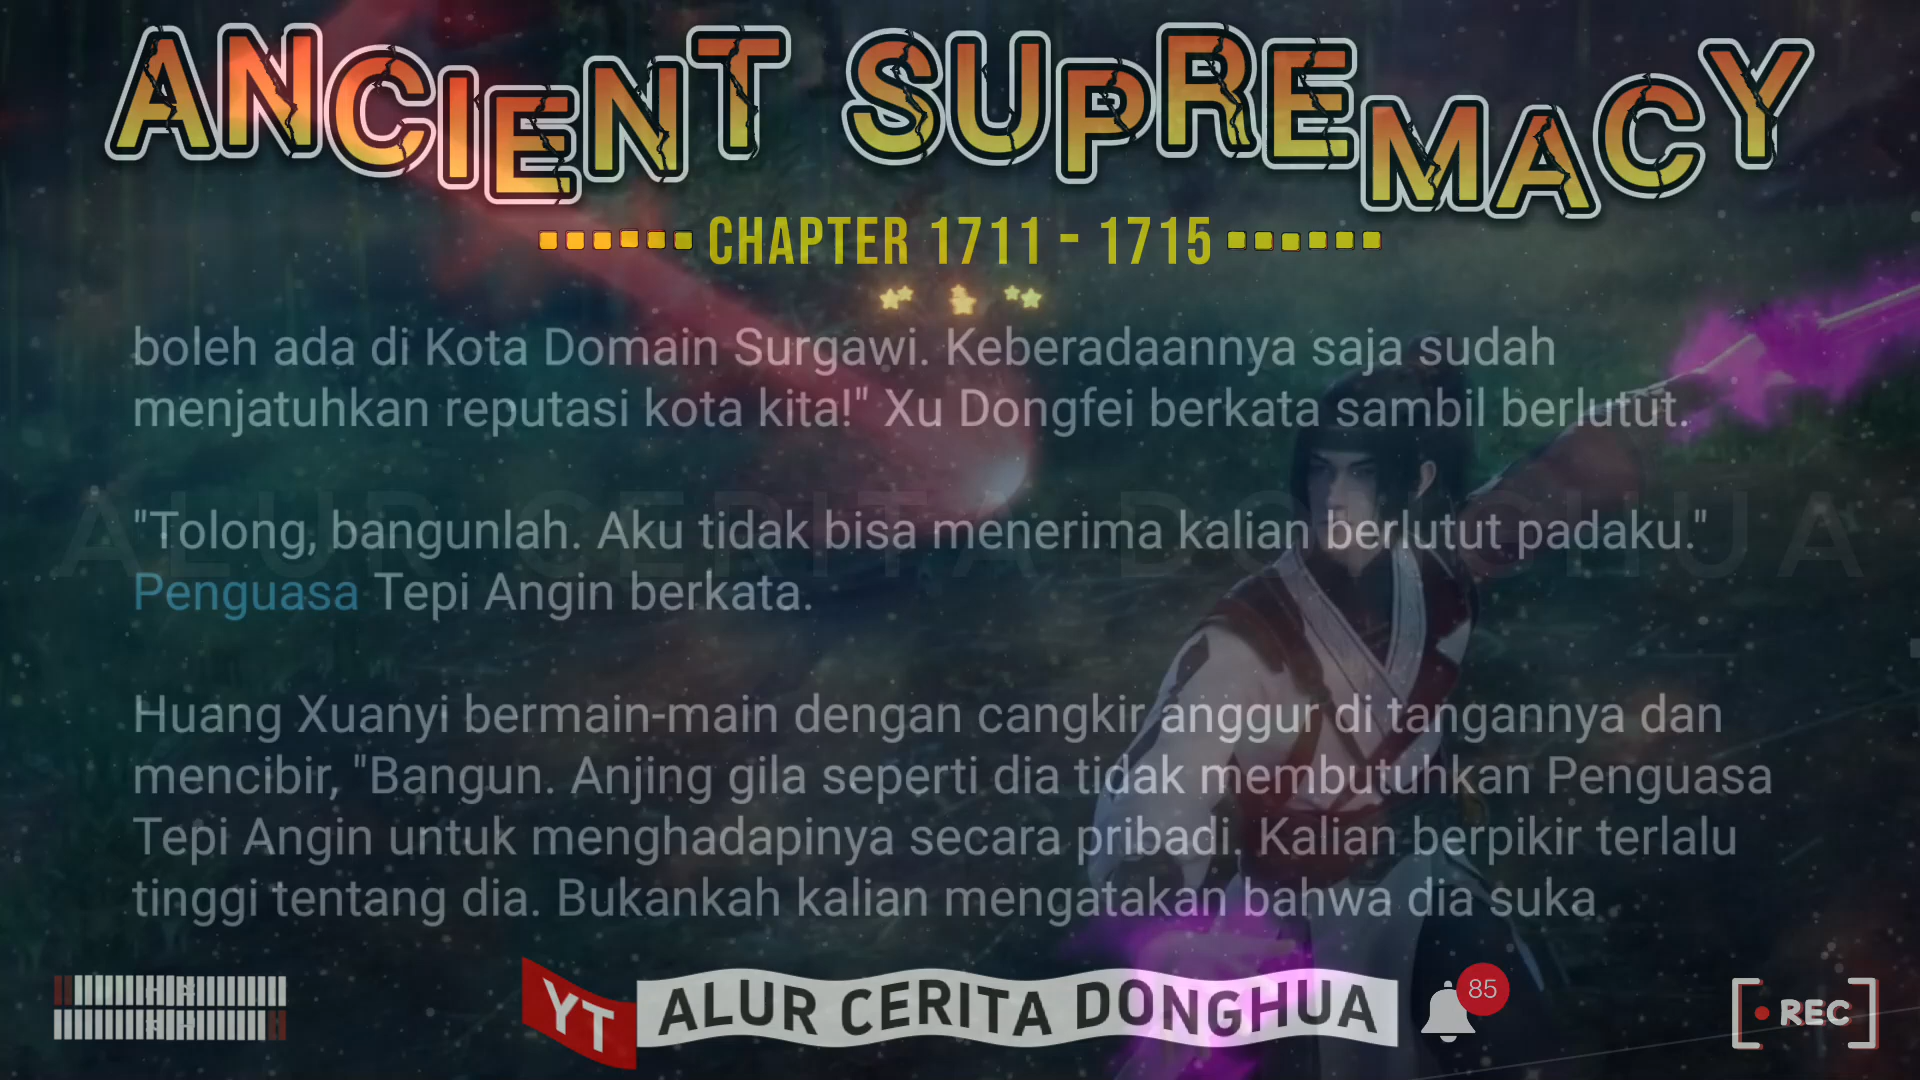 ANCIENT SUPREMACY
CHAPTER 1711 - 1715
boleh ada di Kota Domain Surgawi. Keberadaannya saja sudah
menjatuhkan reputasi kota kita!" Xu Dongfei berkata sambil berlutut.
ALUR CERITA DONGHUA
"Tolong, bangunlah. Aku tidak bisa menerima kalian berlutut padaku."
Penguasa Tepi Angin berkata.
Huang Xuanyi bermain-main dengan cangkir anggur di tangannya dan
mencibir, "Bangun. Anjing gila seperti dia tidak membutuhkan Penguasa
Tepi Angin untuk menghadapinya secara pribadi. Kalian berpikir terlalu
tinggi tentang dia. Bukankah kalian mengatakan bahwa dia suka
YT ALUR CERITA DONGHUA
85
REC